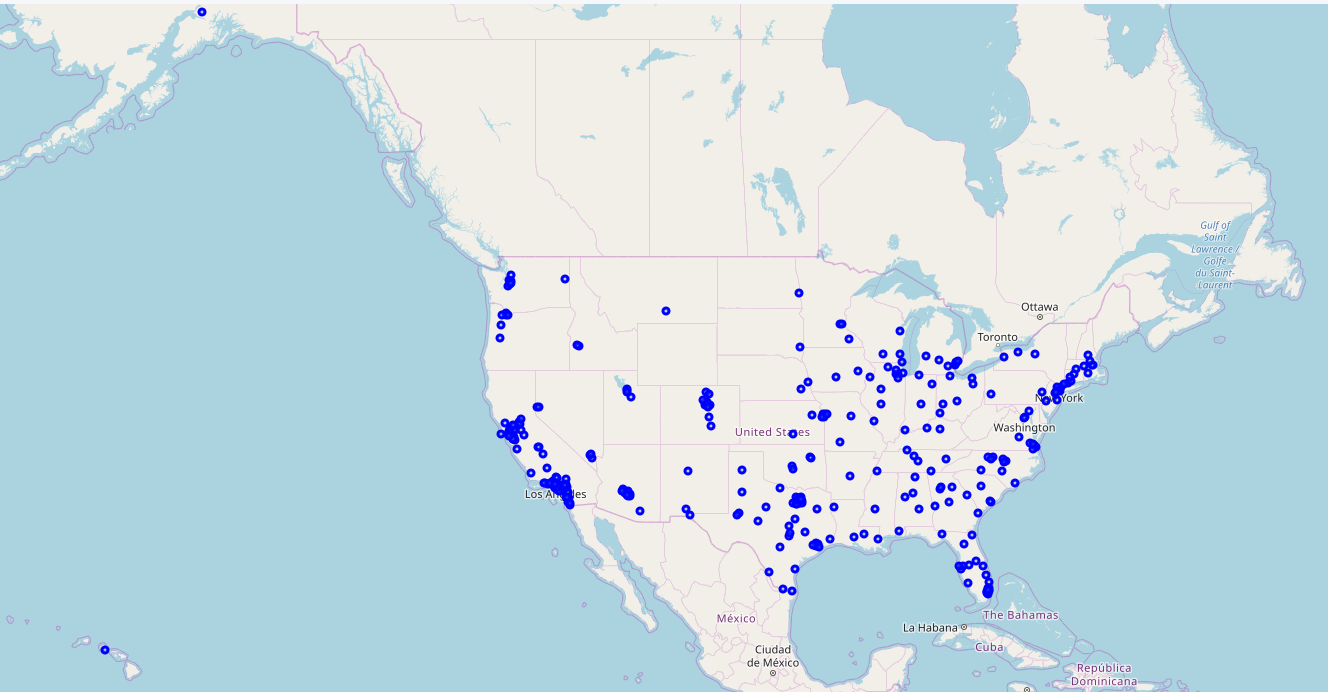 Gulf of
Saint
Lawrence /
Golfe
du Saint-
Laurent
Ottawa
Toronto
New York
Washington
United States
Los Angeles
The Bahamas
México
La Habana
Cuba
Ciudad
de México
República
Dominicana